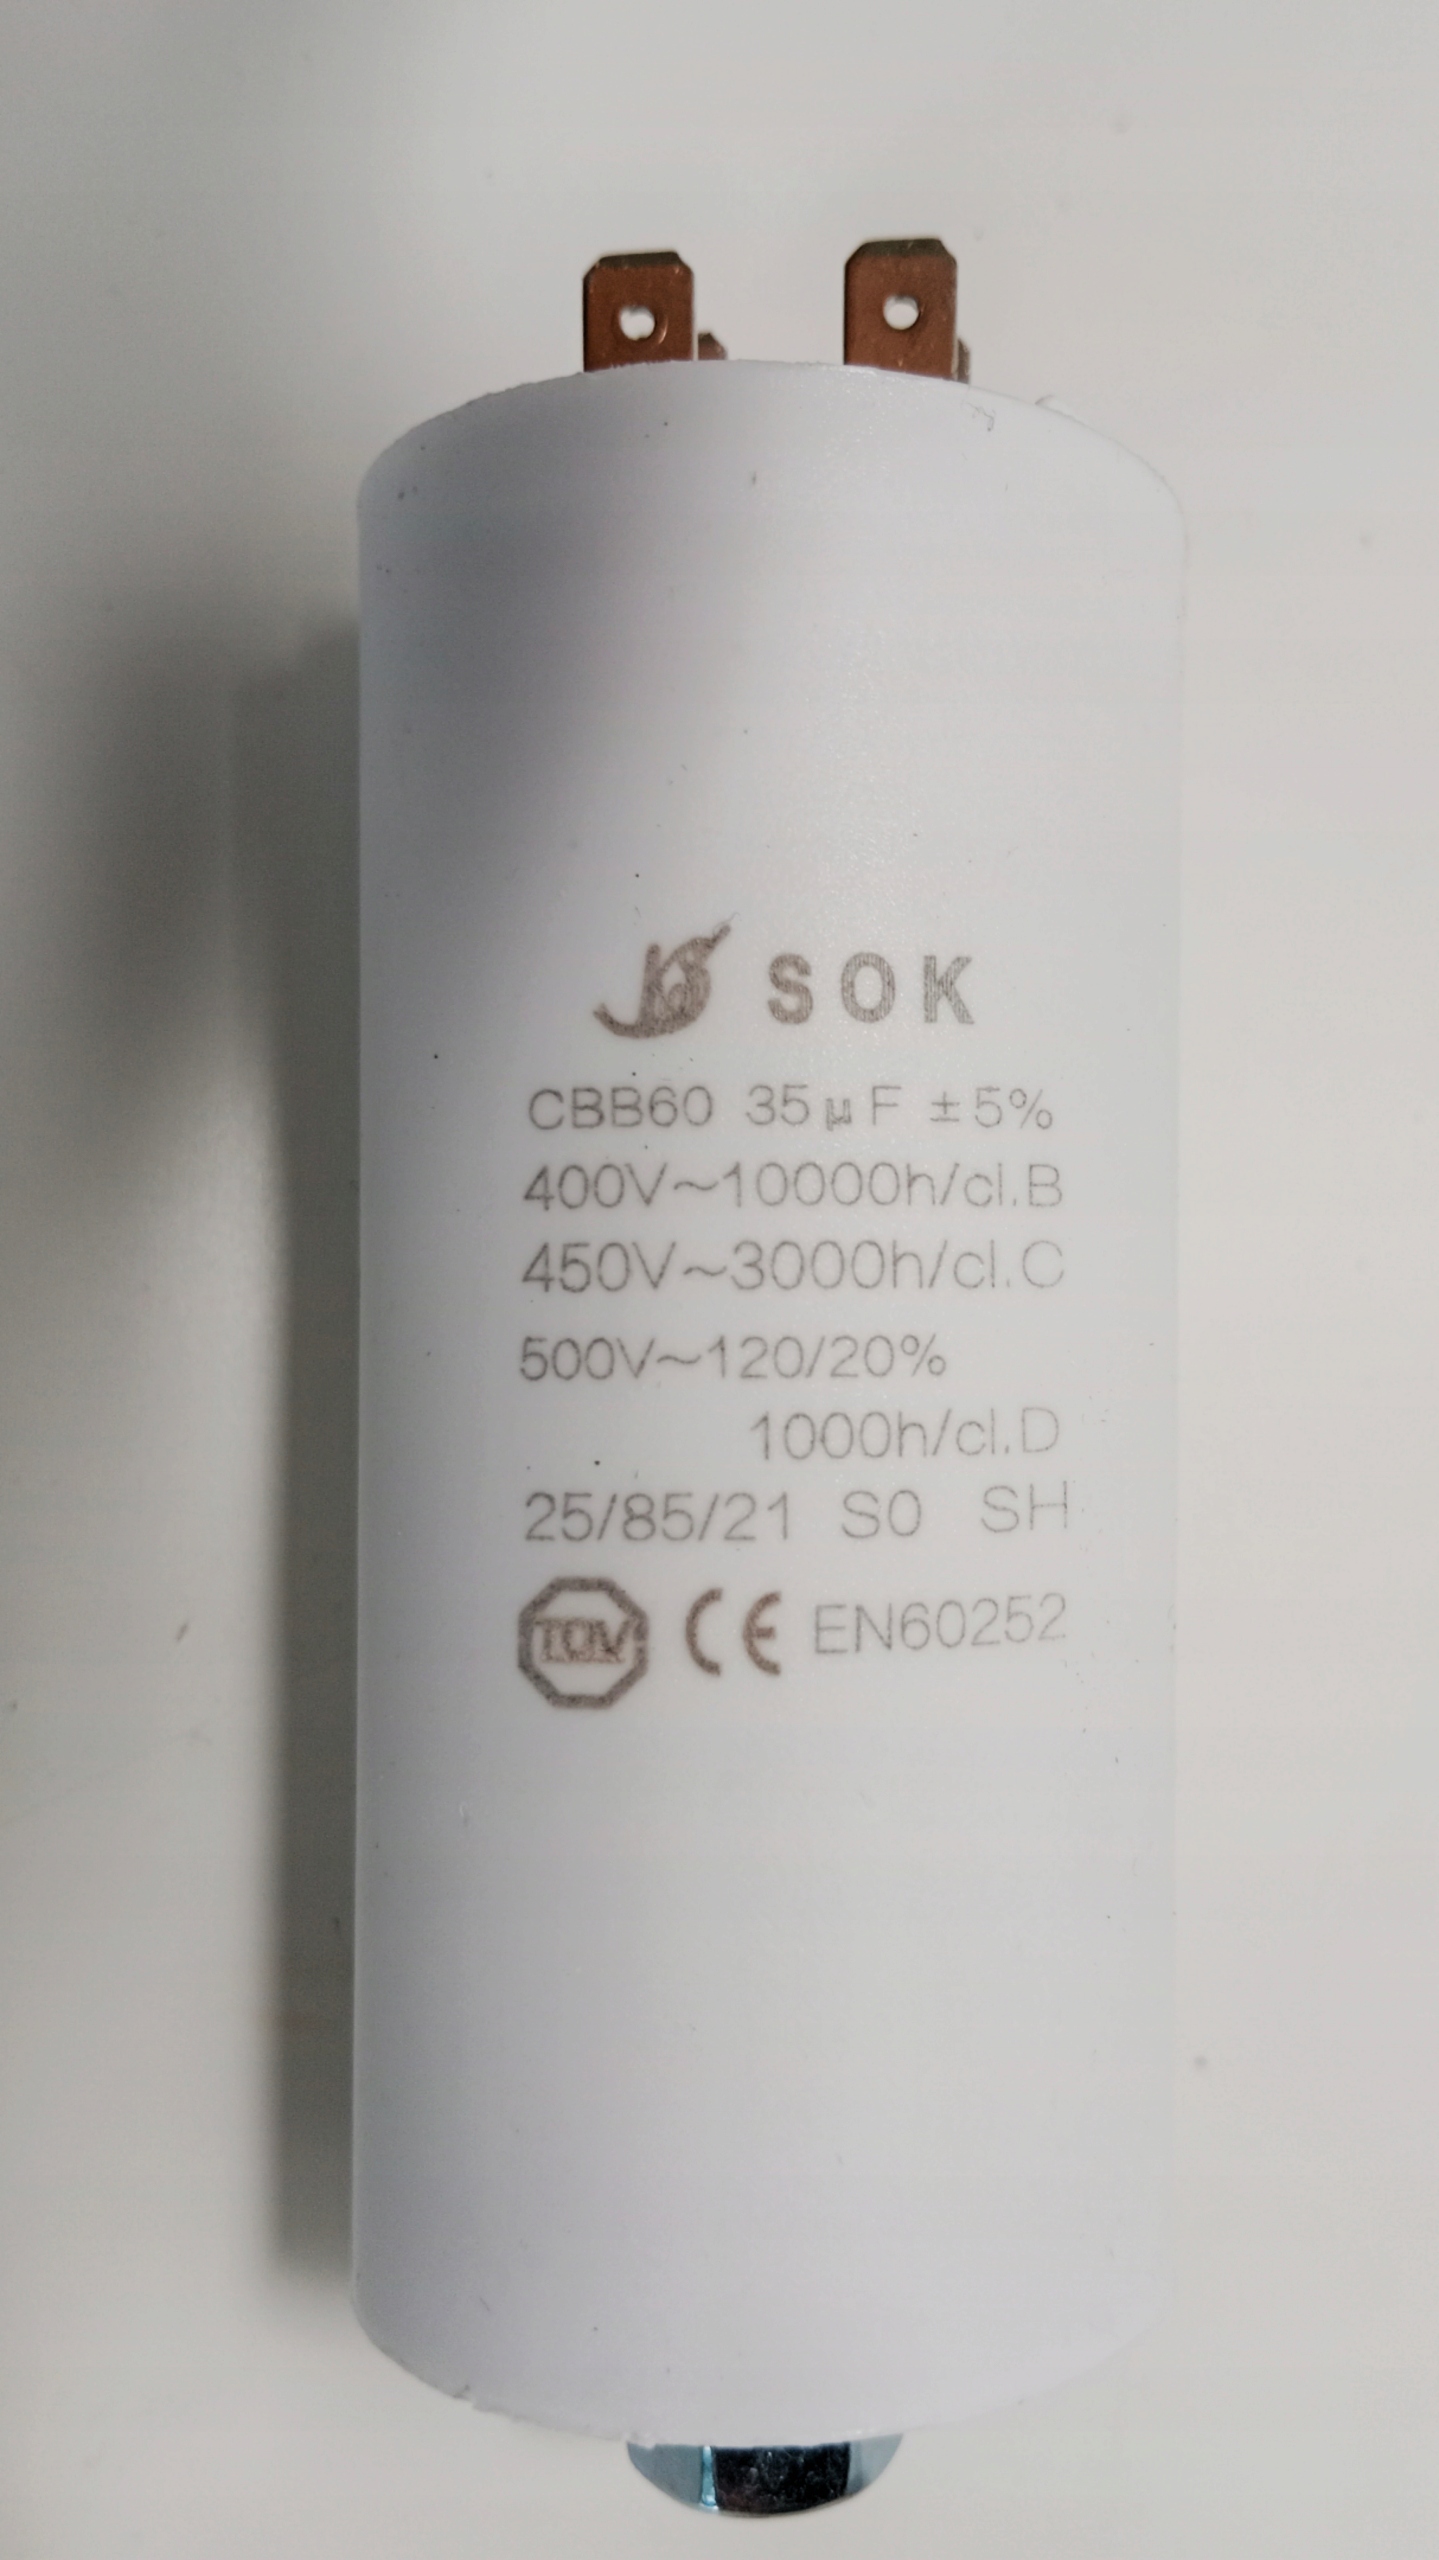 SOK
CBB60 35μF ±5%
400V~10000h/cl.B
450V~3000h/cl.C
500V~120/20%
1000h/cl.D
25/85/21 S0 SH
TÜV CE EN60252